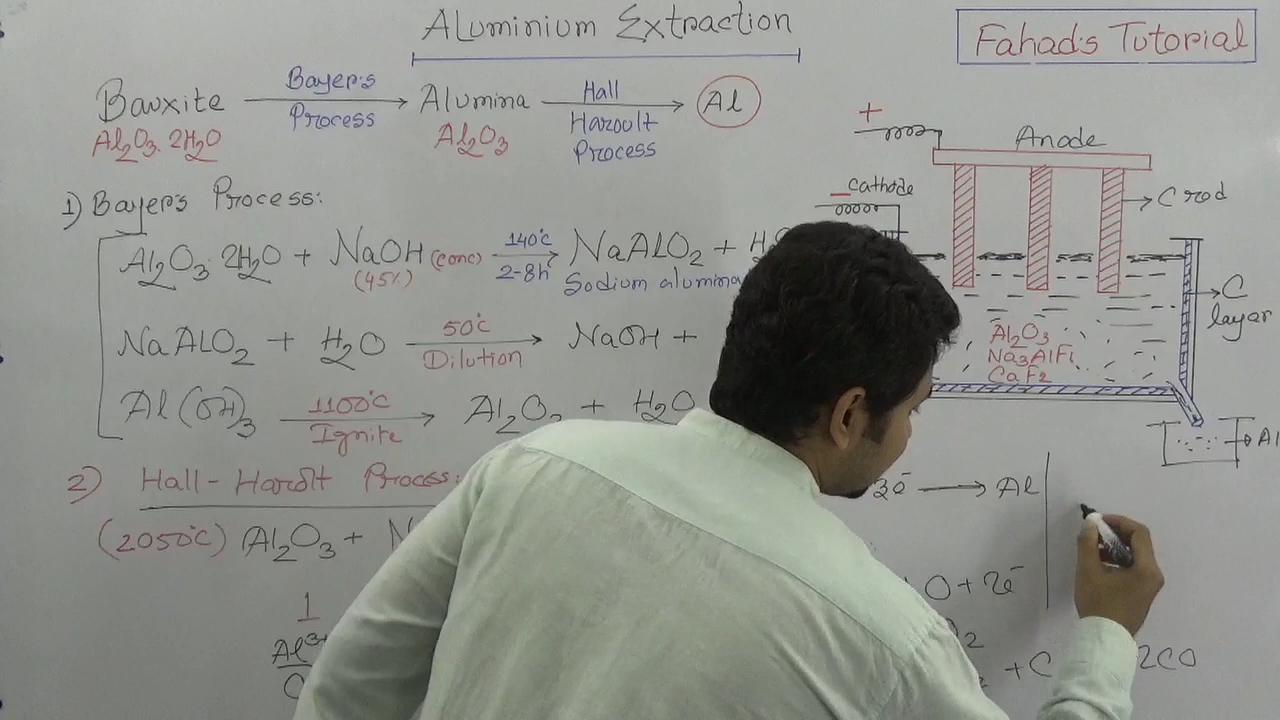 Aluminium Extraction
Fahad's Tutorial
Bauxite Bayer's Process Alumina Hall Haroult Process Al
Al₂O₃. 2H₂O Al₂O₃
1) Bayer's Process:
Al₂O₃. 2H₂O + NaOH (conc) 140°c NaAlO₂ +
(45%) 2-8h Sodium
NaAlO₂ + H₂O 50°c NaOH +
Dilution
Al(OH)₃ 1100°c Al₂O₃ + H₂O
Ignite
2) Hall-Haroult Process:
(2050°c) Al₂O₃ +
1
Al³⁺
3e⁻ → Al
O + 2e⁻
+ C 2CO
+ Anode
- cathode
C rod
C layer
Al₂O₃
Na₃AlF₆
CaF₂
Al